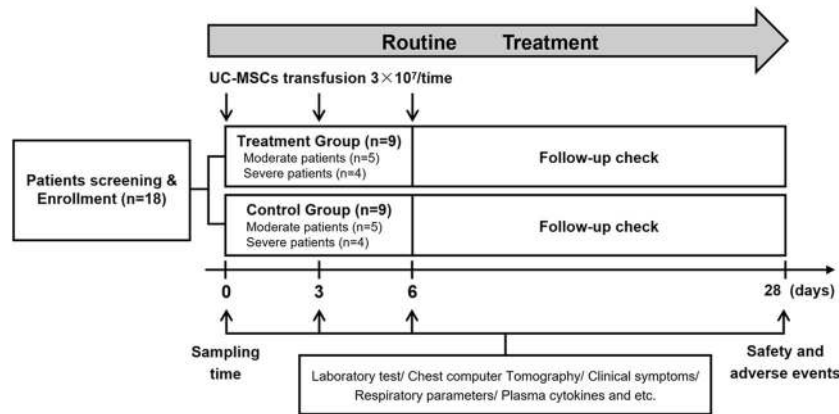 Routine Treatment
UC-MSCs transfusion 3×10⁷/time
Patients screening &
Enrollment (n=18)
Treatment Group (n=9)
Moderate patients (n=5)
Severe patients (n=4)
Follow-up check
Control Group (n=9)
Moderate patients (n=5)
Severe patients (n=4)
Follow-up check
0 3 6 28 (days)
Sampling
time
Laboratory test/ Chest computer Tomography/ Clinical symptoms/
Respiratory parameters/ Plasma cytokines and etc.
Safety and
adverse events